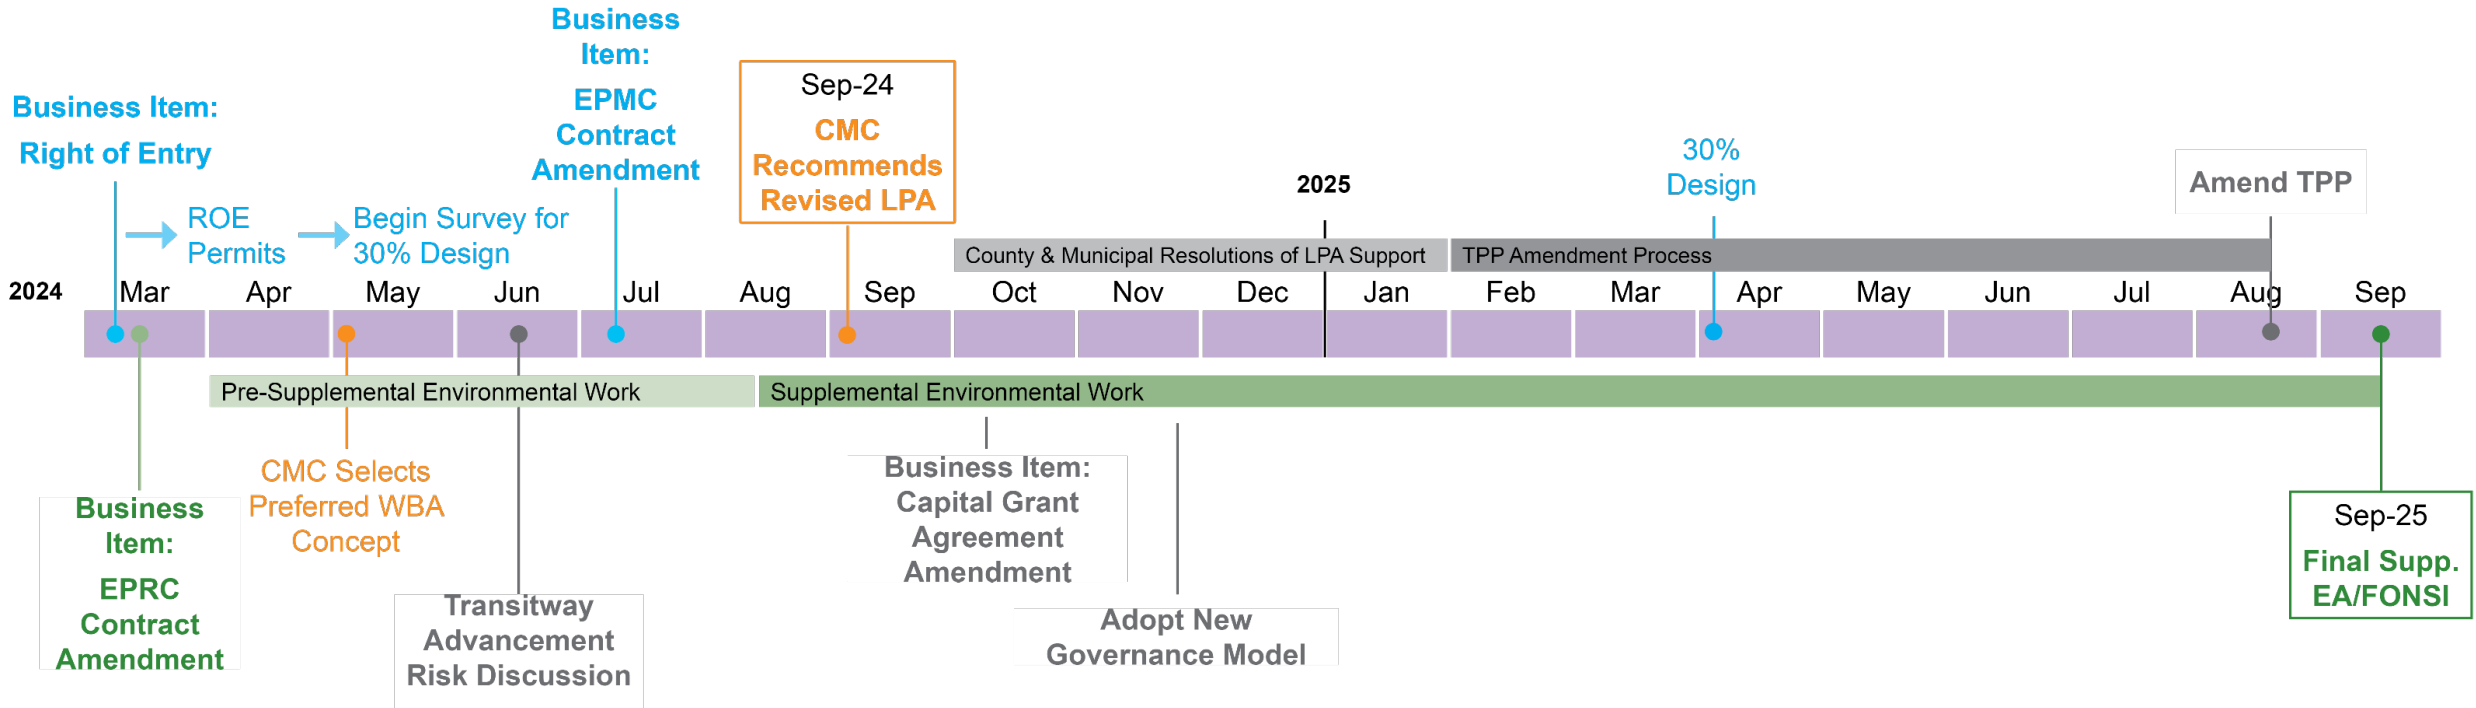 Business Item:
Right of Entry
Business
Item:
EPMC
Contract
Amendment
Sep-24
CMC
Recommends
Revised LPA
2025
30%
Design
Amend TPP
ROE
Permits
Begin Survey for
30% Design
County & Municipal Resolutions of LPA Support
TPP Amendment Process
2024
Mar
Apr
May
Jun
Jul
Aug
Sep
Oct
Nov
Dec
Jan
Feb
Mar
Apr
May
Jun
Jul
Aug
Sep
Pre-Supplemental Environmental Work
Supplemental Environmental Work
Business
Item:
EPRC
Contract
Amendment
CMC Selects
Preferred WBA
Concept
Transitway
Advancement
Risk Discussion
Business Item:
Capital Grant
Agreement
Amendment
Adopt New
Governance Model
Sep-25
Final Supp.
EA/FONSI